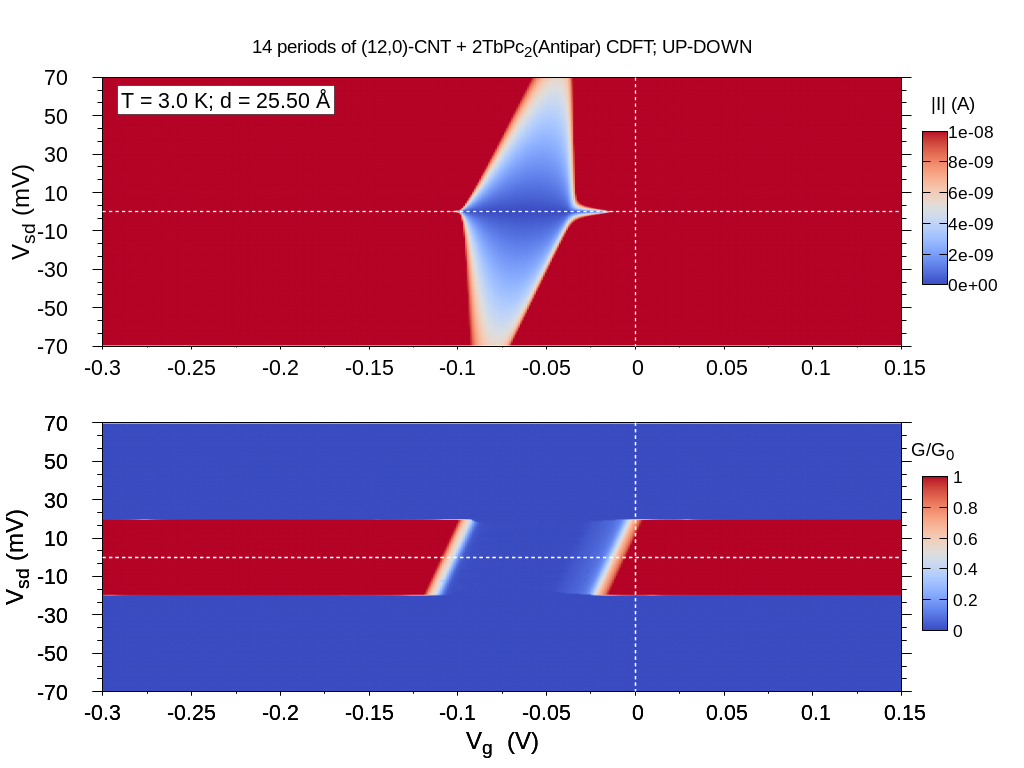 14 periods of (12,0)-CNT + 2TbPc2(Antipar) CDFT; UP-DOWN
T = 3.0 K; d = 25.50 Å
70
50
30
10
-10
-30
-50
-70
Vsd (mV)
-0.3 -0.25 -0.2 -0.15 -0.1 -0.05 0 0.05 0.1 0.15
|I| (A)
1e-08
8e-09
6e-09
4e-09
2e-09
0e+00
70
50
30
10
-10
-30
-50
-70
Vsd (mV)
-0.3 -0.25 -0.2 -0.15 -0.1 -0.05 0 0.05 0.1 0.15
Vg (V)
G/G0
1
0.8
0.6
0.4
0.2
0